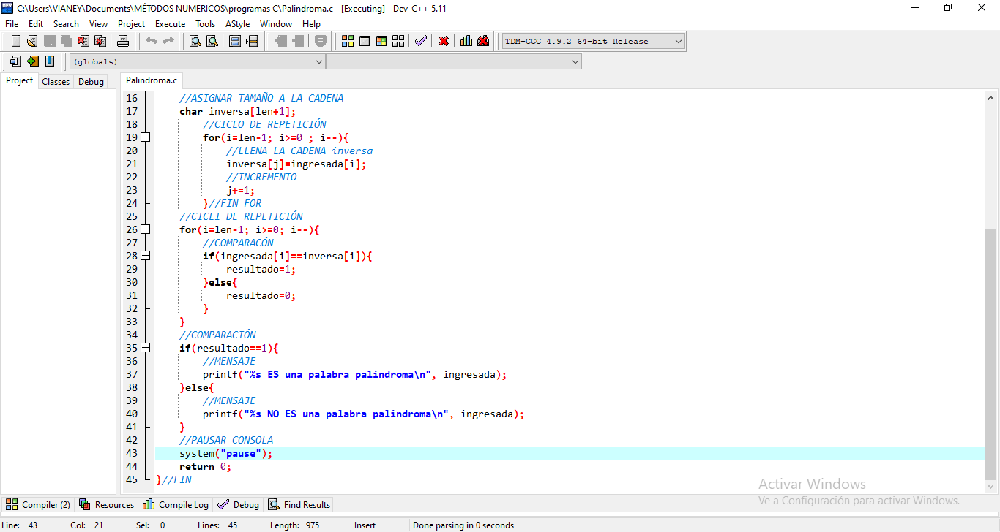 C:\Users\VIANEY\Documents\MÉTODOS NUMERICOS\programas C\Palindroma.c - [Executing] - Dev-C++ 5.11
File Edit Search View Project Execute Tools AStyle Window Help
TDM-GCC 4.9.2 64-bit Release
(globals)
Project Classes Debug
Palindroma.c
16 //ASIGNAR TAMAÑO A LA CADENA
17 char inversa[len+1];
18 //CICLO DE REPETICIÓN
19 for(i=len-1; i>=0 ; i--){
20 //LLENA LA CADENA inversa
21 inversa[j]=ingresada[i];
22 //INCREMENTO
23 j+=1;
24 }//FIN FOR
25 //CICLI DE REPETICIÓN
26 for(i=len-1; i>=0; i--){
27 //COMPARACÓN
28 if(ingresada[i]==inversa[i]){
29 resultado=1;
30 }else{
31 resultado=0;
32 }
33 }
34 //COMPARACIÓN
35 if(resultado==1){
36 //MENSAJE
37 printf("%s ES una palabra palindroma\n", ingresada);
38 }else{
39 //MENSAJE
40 printf("%s NO ES una palabra palindroma\n", ingresada);
41 }
42 //PAUSAR CONSOLA
43 system("pause");
44 return 0;
45 }//FIN
Activar Windows
Ve a Configuración para activar Windows.
Compiler (2) Resources Compile Log Debug Find Results
Line: 43 Col: 21 Sel: 0 Lines: 45 Length: 975 Insert Done parsing in 0 seconds